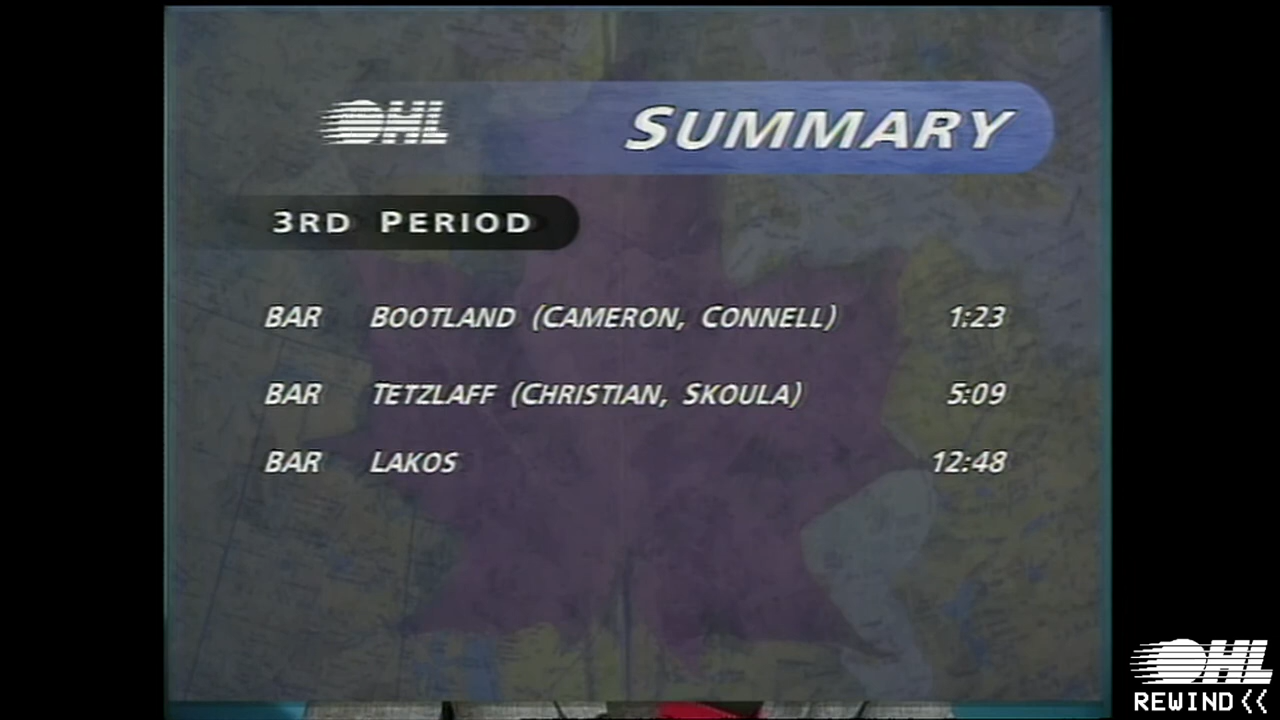 OHL SUMMARY
3RD PERIOD
BAR BOOTLAND (CAMERON, CONNELL) 1:23
BAR TETZLAFF (CHRISTIAN, SKOULA) 5:09
BAR LAKOS 12:48
OHL
REWIND <<